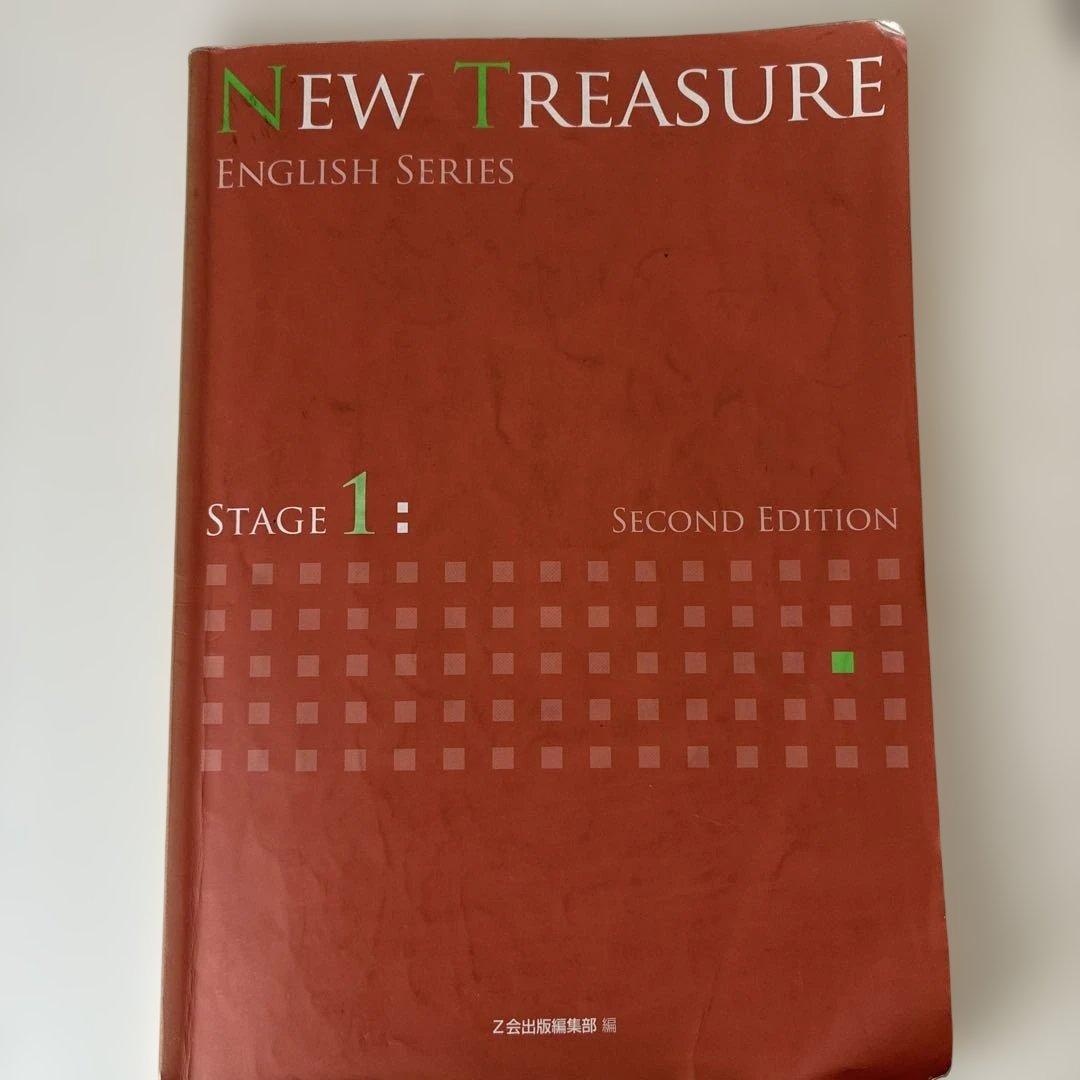 NEW TREASURE
ENGLISH SERIES
STAGE 1:
SECOND EDITION
Z会出版編集部 編